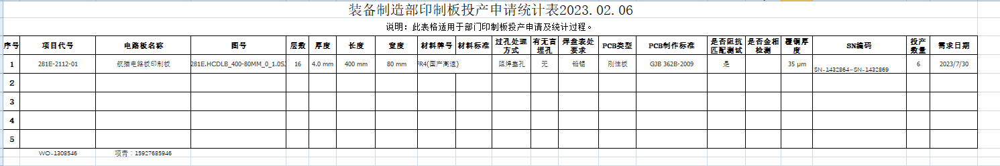 装备制造部印制板投产申请统计表2023.02.06
说明：此表格适用于部门印制板投产申请及统计过程。
序号 项目代号 电路板名称 图号 层数 厚度 长度 宽度 材料牌号 材料标准 过孔处理方式 有无盲埋孔 焊盘表处要求 PCB类型 PCB制作标准 是否阻抗匹配测试 是否金相检测 覆铜厚度 SN编码 投产数量 需求日期
1 281E-2112-01 航插电路板印制板 281E.HCDLB_400-80MM_0_1.0S 16 4.0 mm 400 mm 80 mm FR4(国产高速) 阻焊塞孔 无 铅锡 刚性板 GJB 362B-2009 是 35 μm SN-1432864~SN-1432869 6 2023/7/30
2
3
4
5
WO-1308546 项青：15927685946